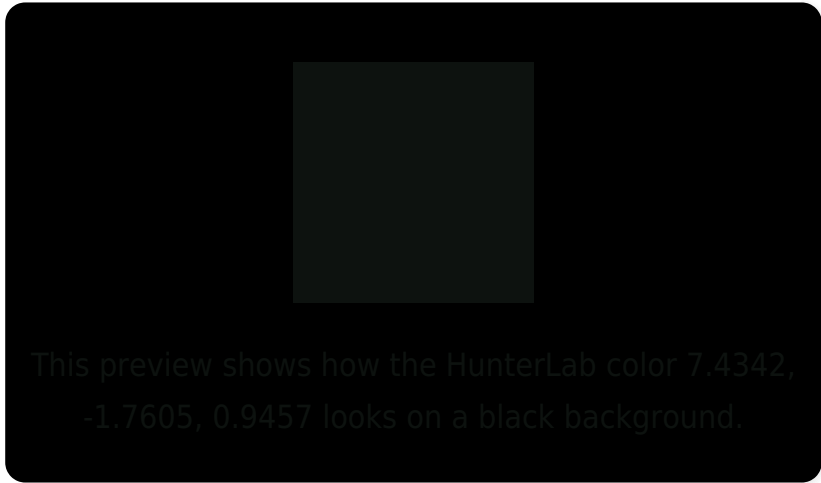 This preview shows how the HunterLab color 7.4342,
-1.7605, 0.9457 looks on a black background.